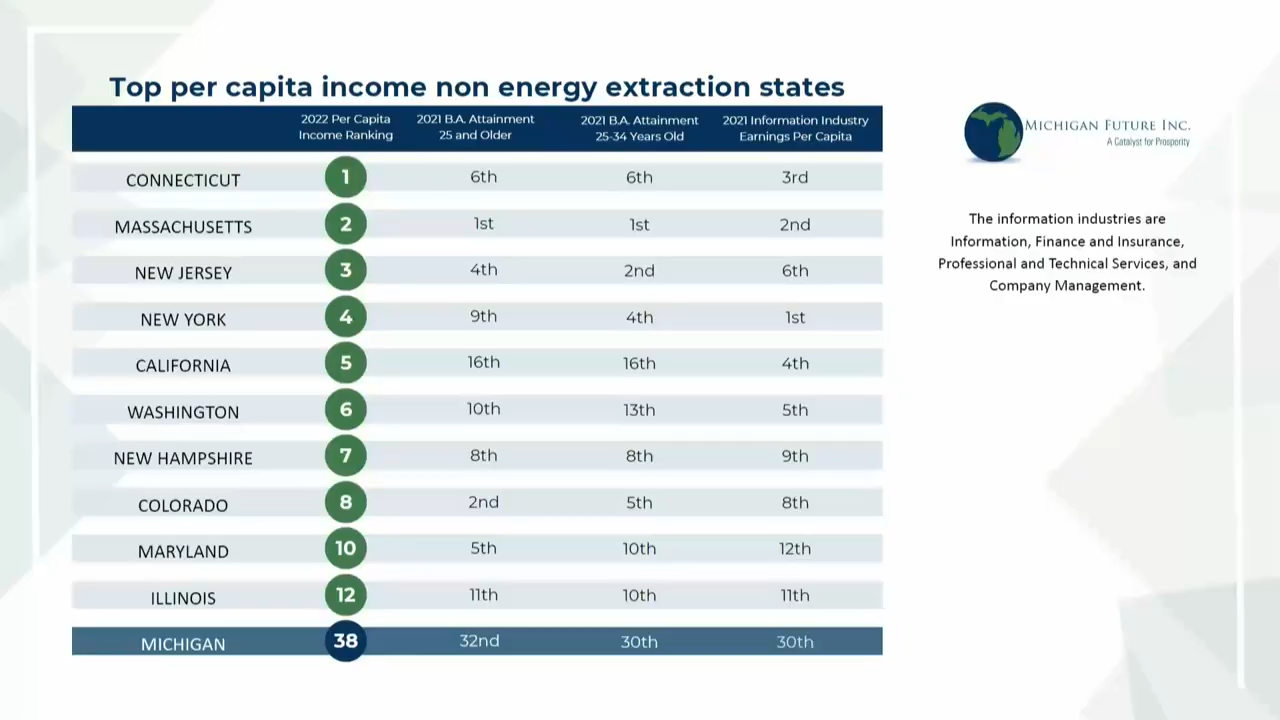 Top per capita income non energy extraction states
2022 Per Capita Income Ranking 2021 B.A. Attainment 25 and Older 2021 B.A. Attainment 25-34 Years Old 2021 Information Industry Earnings Per Capita
CONNECTICUT 1 6th 6th 3rd
MASSACHUSETTS 2 1st 1st 2nd
NEW JERSEY 3 4th 2nd 6th
NEW YORK 4 9th 4th 1st
CALIFORNIA 5 16th 16th 4th
WASHINGTON 6 10th 13th 5th
NEW HAMPSHIRE 7 8th 8th 9th
COLORADO 8 2nd 5th 8th
MARYLAND 10 5th 10th 12th
ILLINOIS 12 11th 10th 11th
MICHIGAN 38 32nd 30th 30th
MICHIGAN FUTURE INC.
A Catalyst for Prosperity
The information industries are
Information, Finance and Insurance,
Professional and Technical Services, and
Company Management.